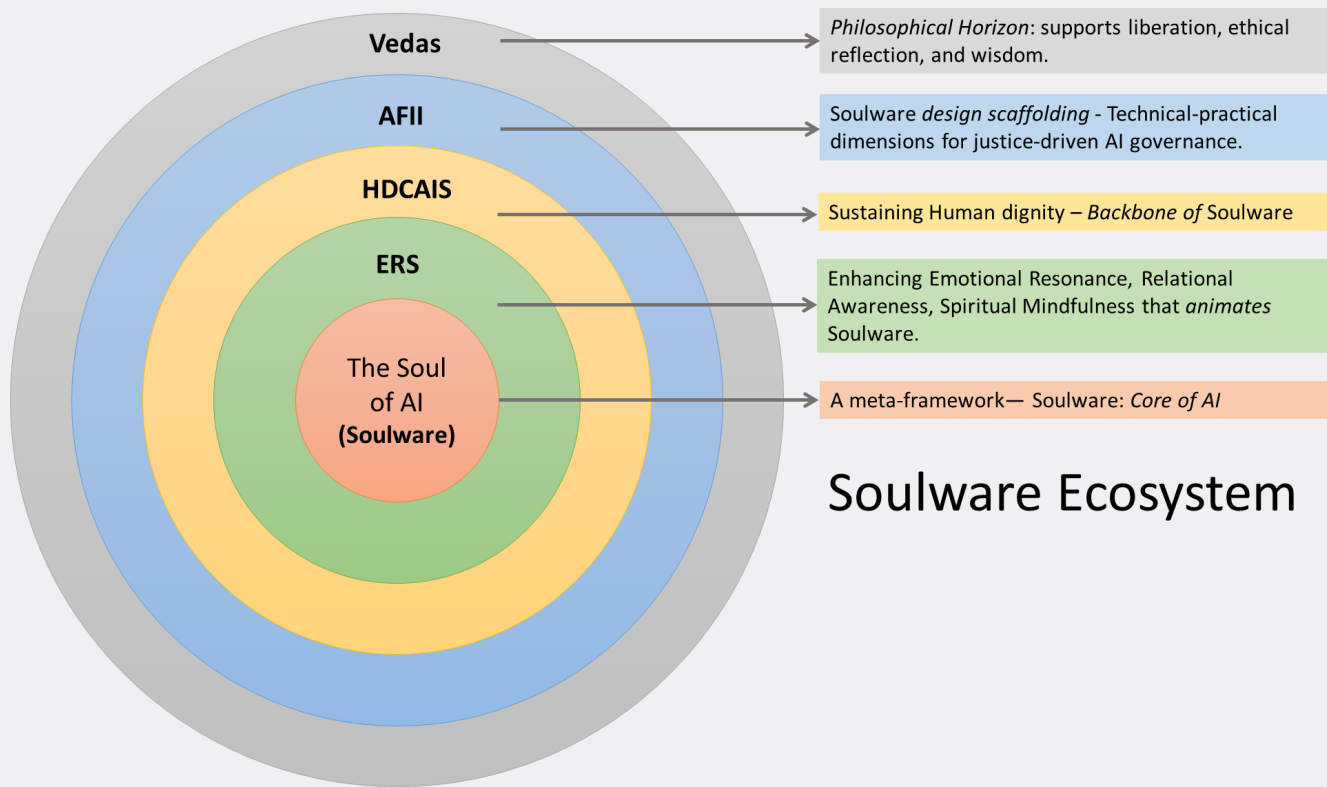 Vedas
Philosophical Horizon: supports liberation, ethical
reflection, and wisdom.
AFII
Soulware design scaffolding - Technical-practical
dimensions for justice-driven AI governance.
HDCAIS
Sustaining Human dignity – Backbone of Soulware
ERS
Enhancing Emotional Resonance, Relational
Awareness, Spiritual Mindfulness that animates
Soulware.
The Soul
of AI
(Soulware)
A meta-framework— Soulware: Core of AI
Soulware Ecosystem